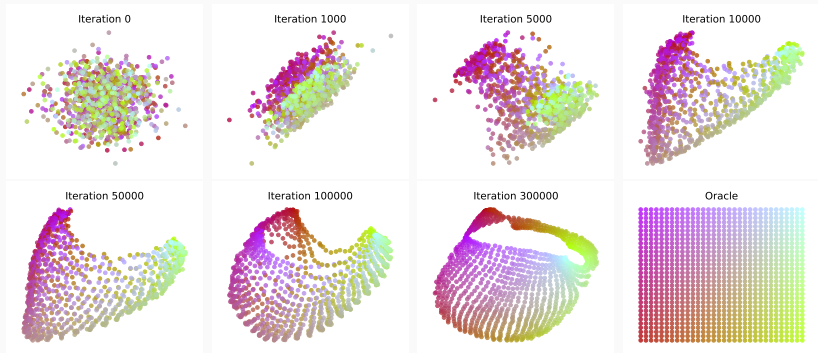 Iteration 0
Iteration 1000
Iteration 5000
Iteration 10000
Iteration 50000
Iteration 100000
Iteration 300000
Oracle